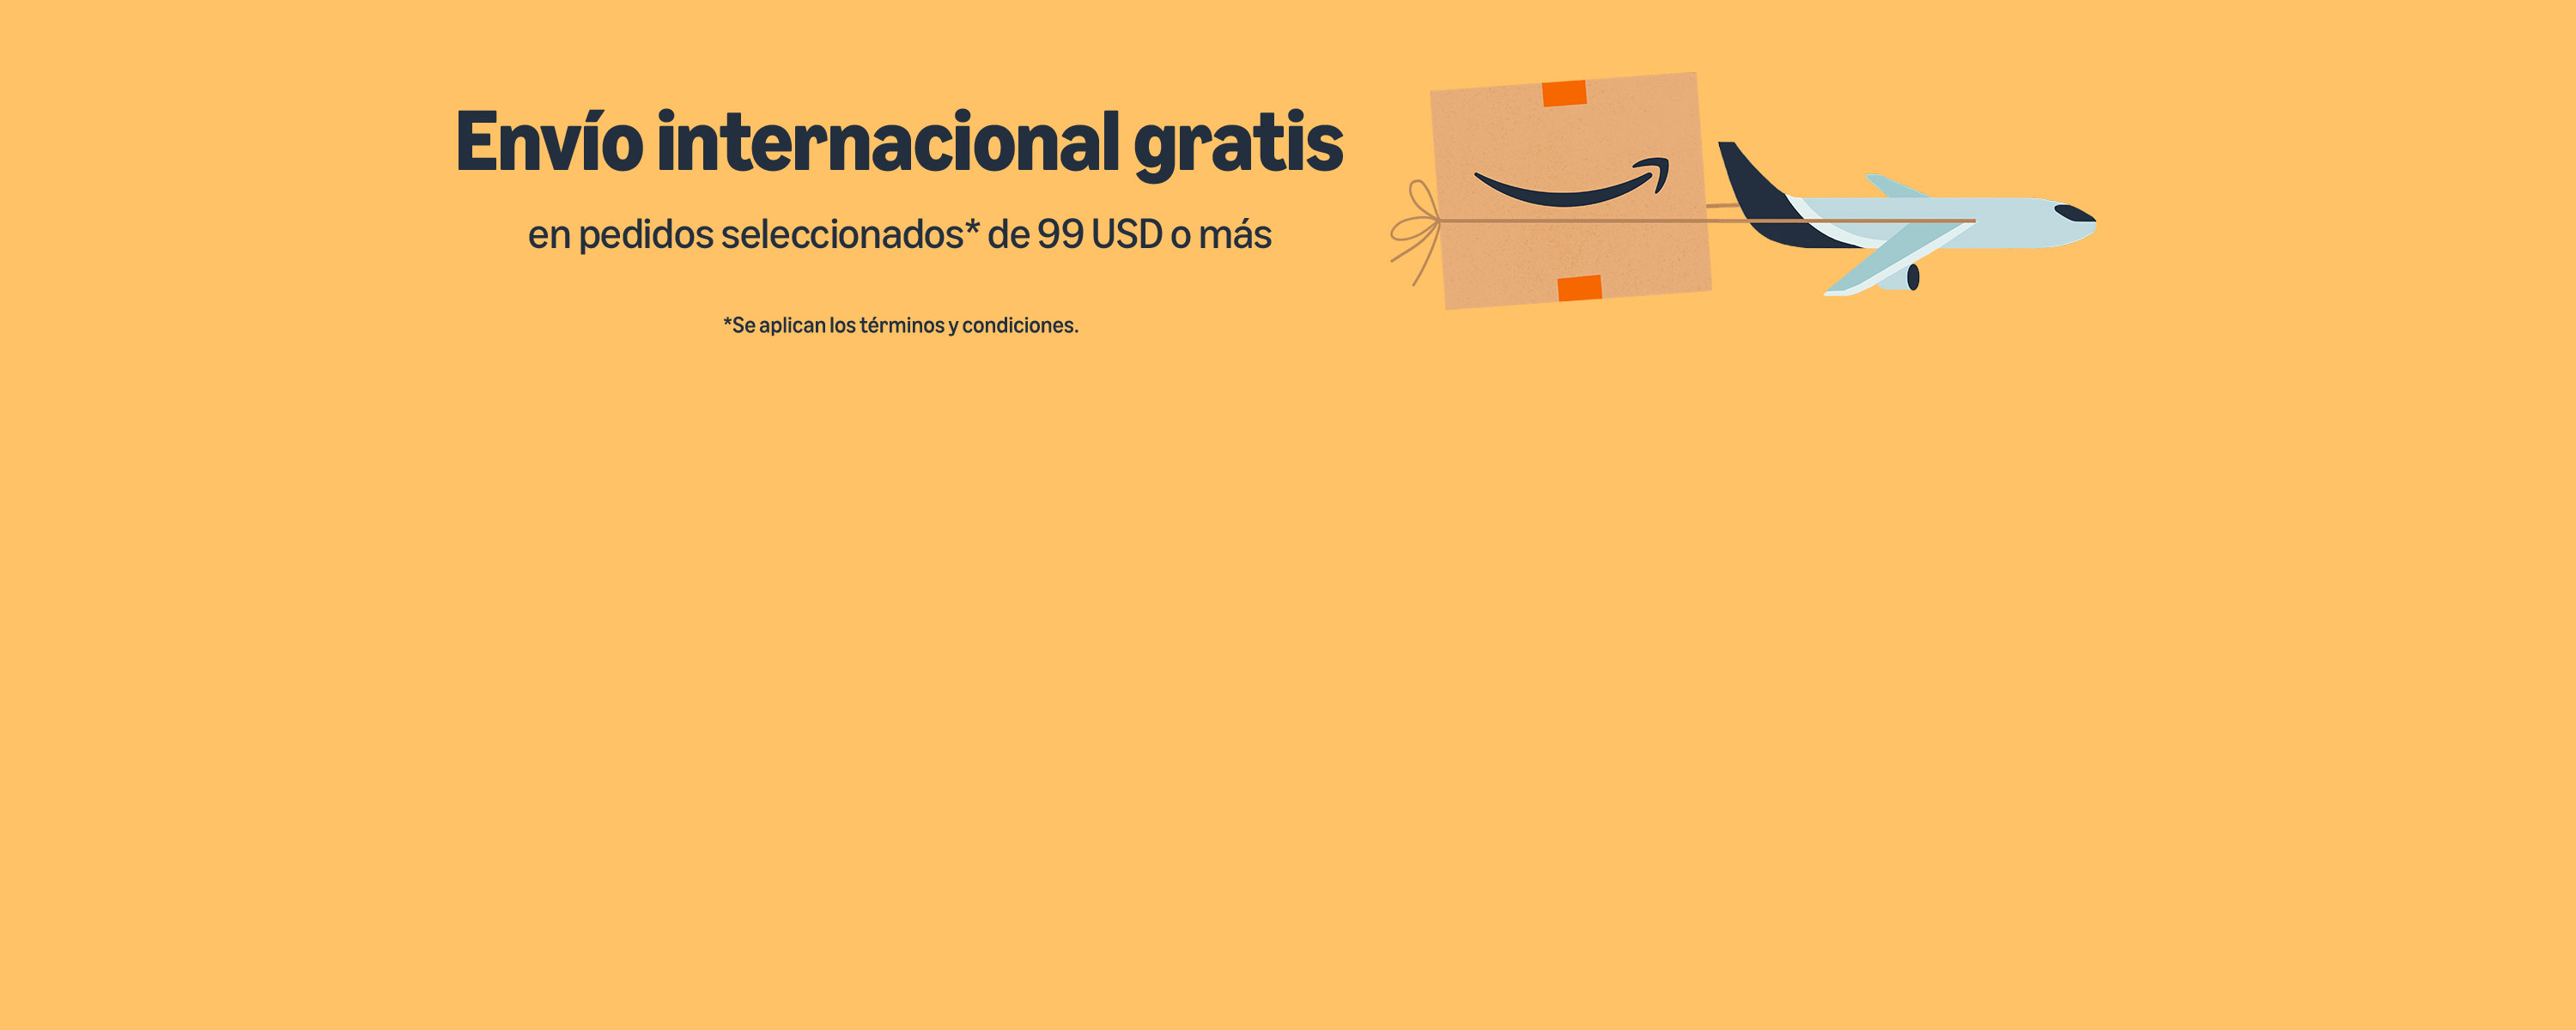 Envío internacional gratis
en pedidos seleccionados* de 99 USD o más
*Se aplican los términos y condiciones.